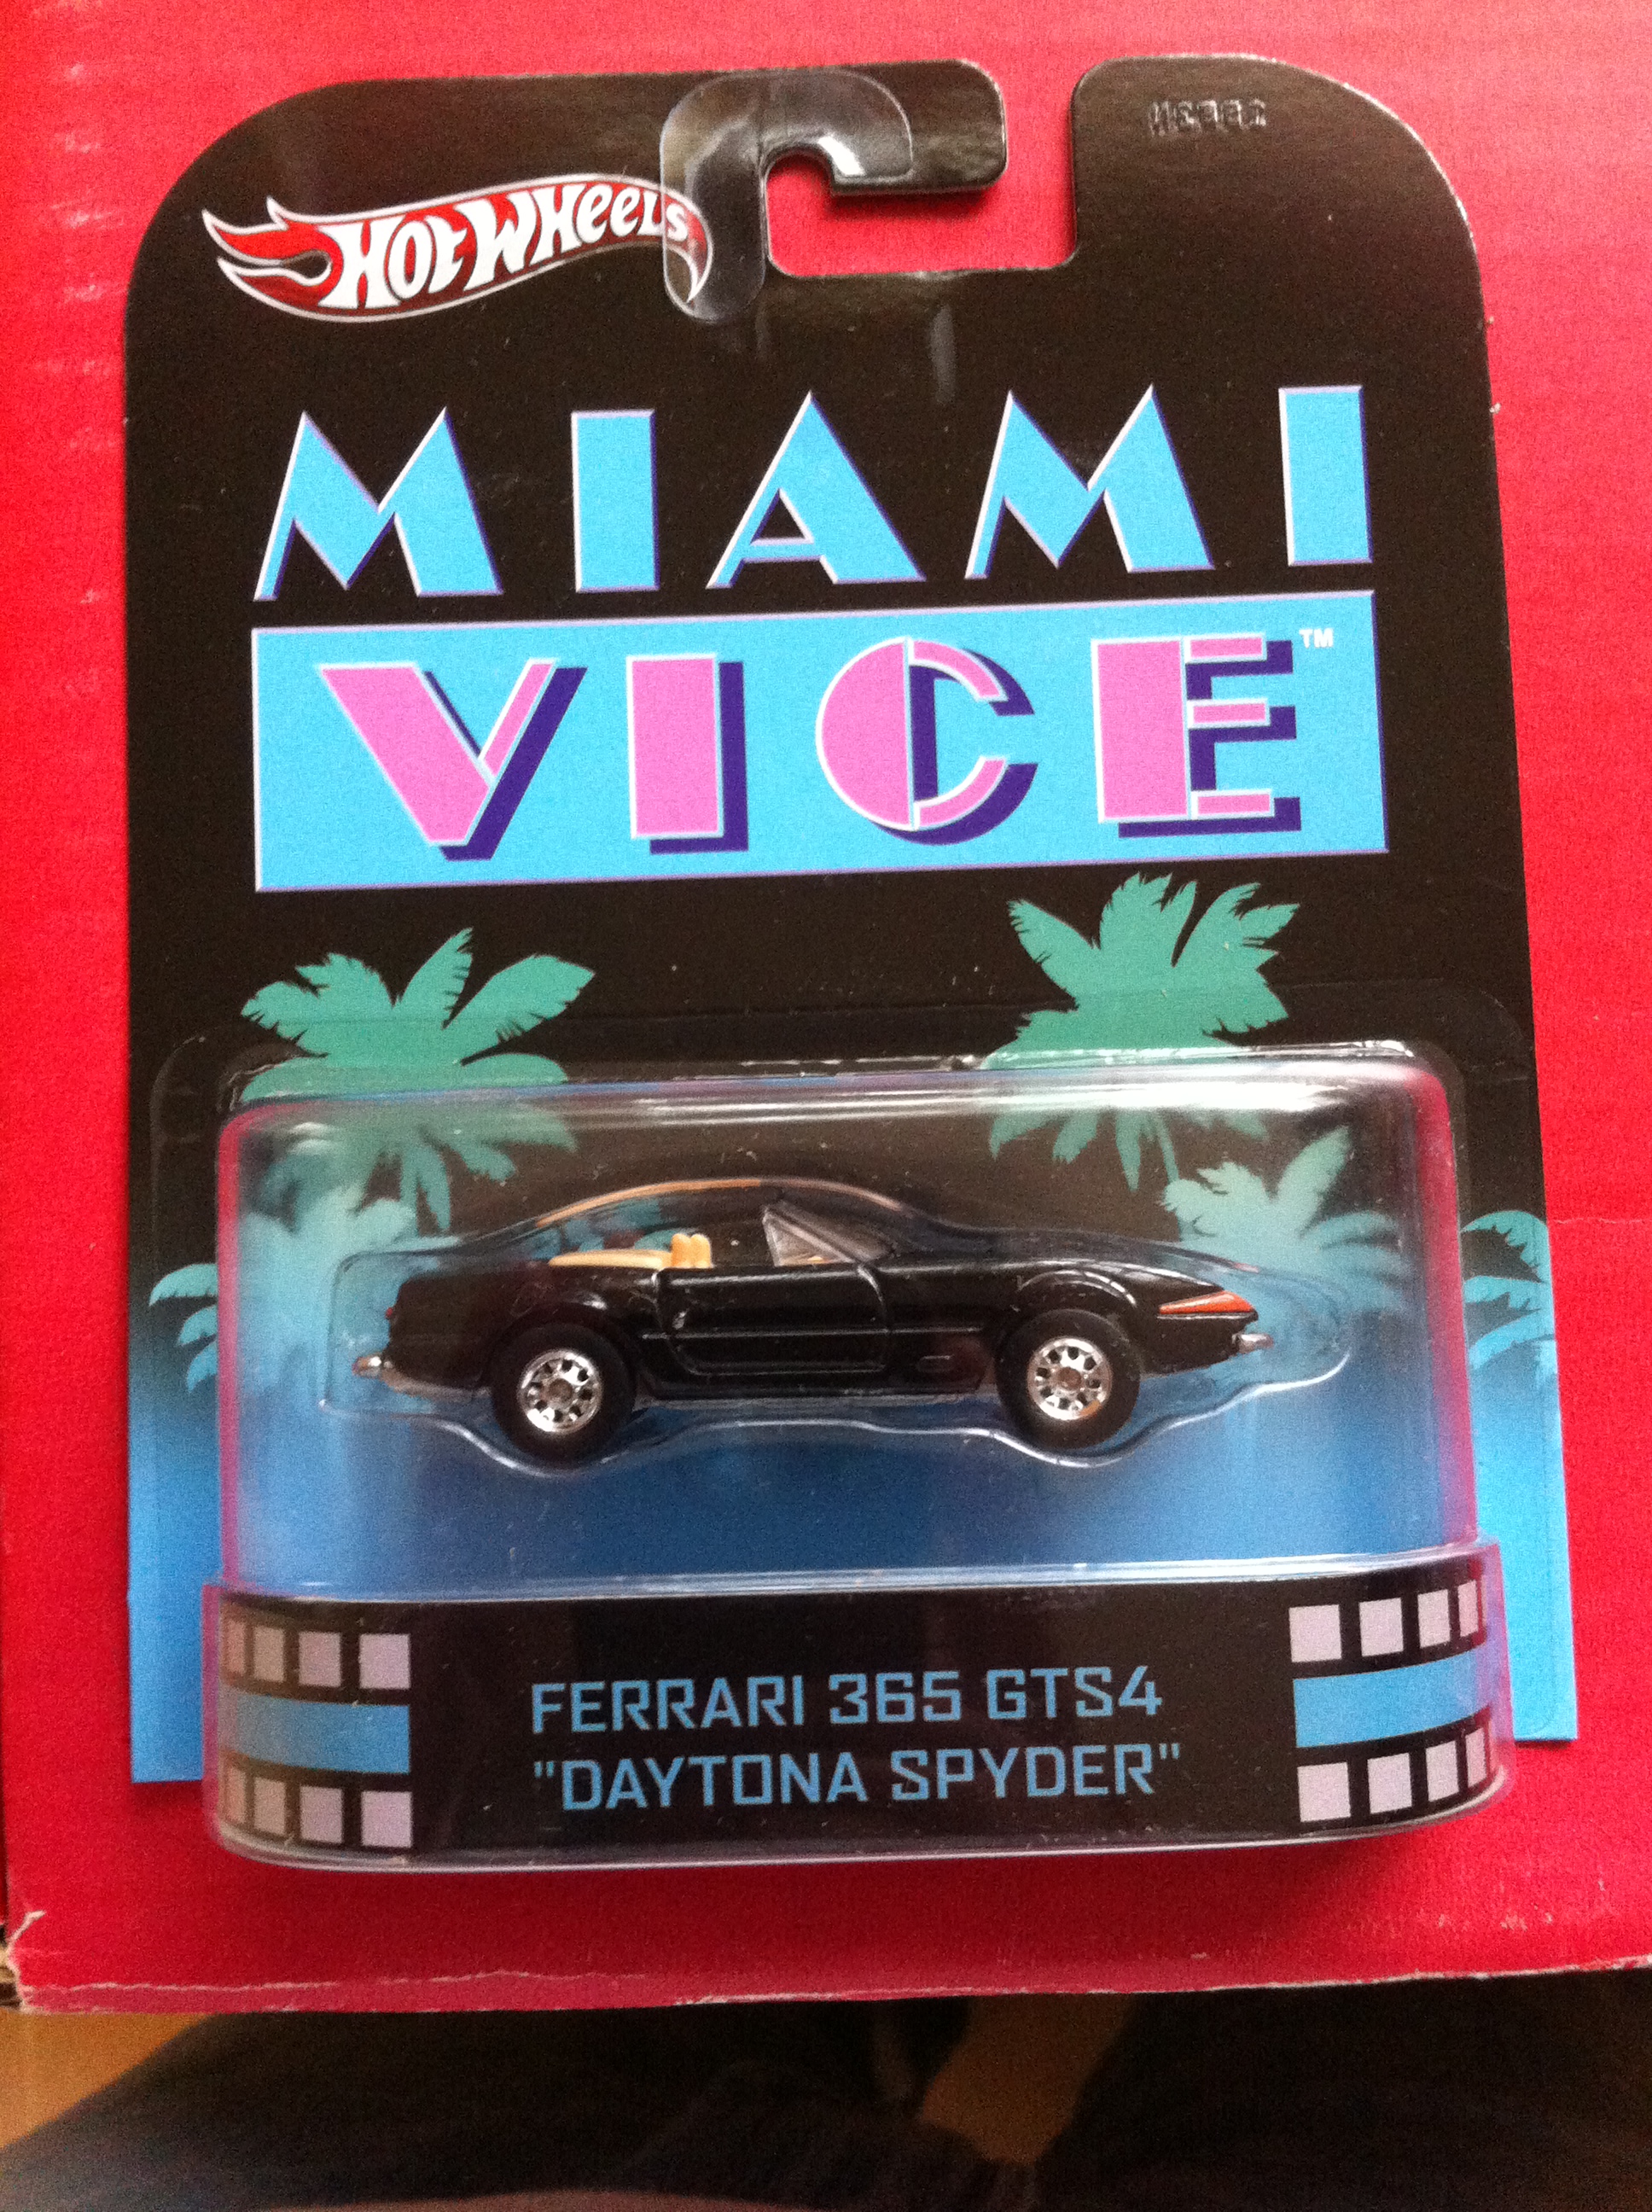 HOT WHEELS
MIAMI
VICE™
FERRARI 365 GTS4
"DAYTONA SPYDER"